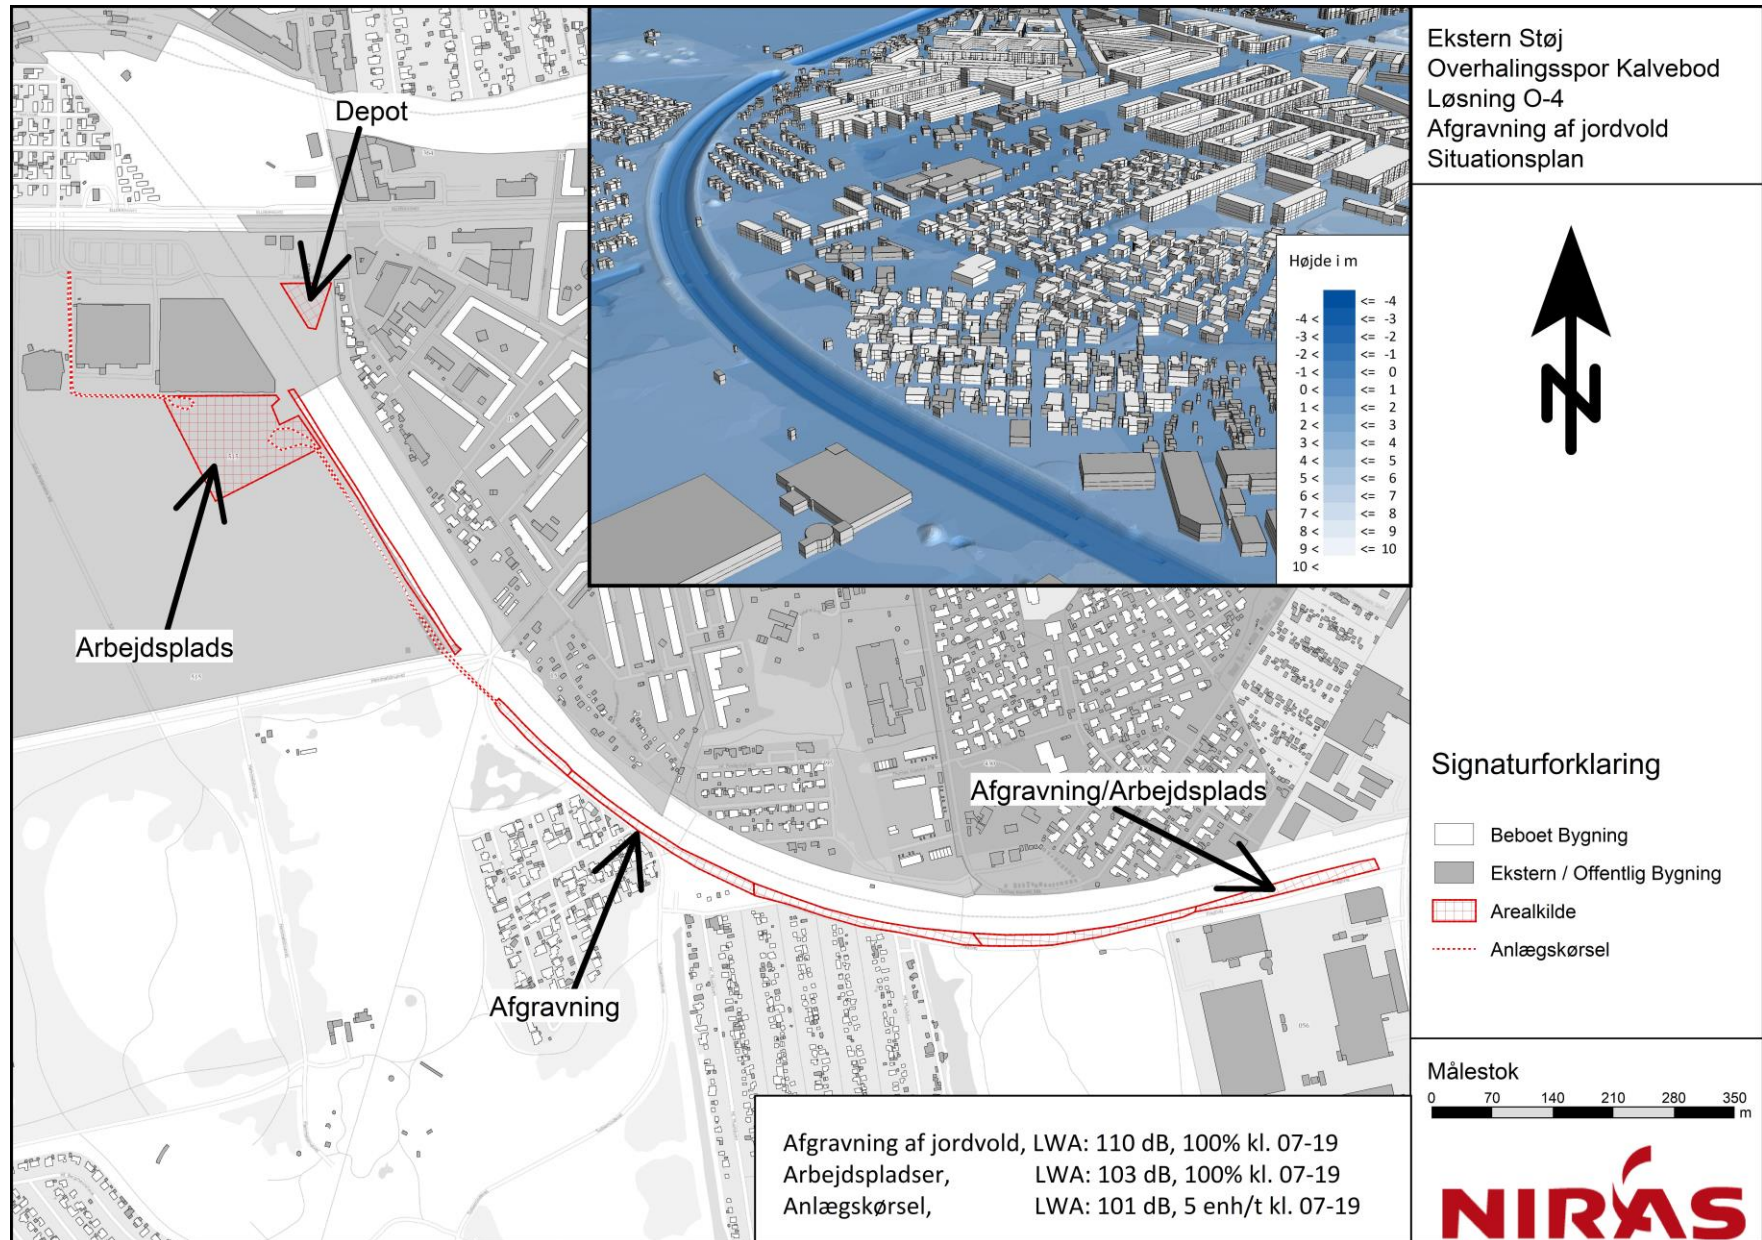 Ekstern Støj
Overhalingsspor Kalvebod
Løsning O-4
Afgravning af jordvold
Situationsplan
Depot
Højde i m
<= -4
-4 < <= -3
-3 < <= -2
-2 < <= -1
-1 < <= 0
0 < <= 1
1 < <= 2
2 < <= 3
3 < <= 4
4 < <= 5
5 < <= 6
6 < <= 7
7 < <= 8
8 < <= 9
9 < <= 10
10 <
N
Arbejdsplads
Afgravning/Arbejdsplads
Afgravning
Signaturforklaring
Beboet Bygning
Ekstern / Offentlig Bygning
Arealkilde
Anlægskørsel
Målestok
0 70 140 210 280 350
m
Afgravning af jordvold, LWA: 110 dB, 100% kl. 07-19
Arbejdspladser, LWA: 103 dB, 100% kl. 07-19
Anlægskørsel, LWA: 101 dB, 5 enh/t kl. 07-19
NIRAS